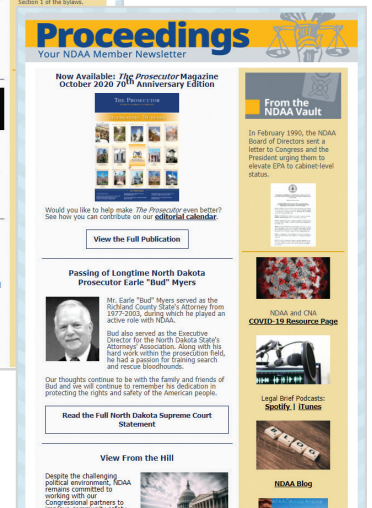 Section 1 of the bylaws.
Proceedings
Your NDAA Member Newsletter
Now Available: The Prosecutor Magazine
October 2020 70th Anniversary Edition
THE PROSECUTOR
Would you like to help make The Prosecutor even better?
See how you can contribute on our editorial calendar.
View the Full Publication
Passing of Longtime North Dakota
Prosecutor Earle "Bud" Myers
Mr. Earle "Bud" Myers served as the
Richland County State's Attorney from
1977-2003, during which he played an
active role with NDAA.
Bud also served as the Executive
Director for the North Dakota State's
Attorneys' Association. Along with his
hard work within the prosecution field,
he had a passion for training search
and rescue bloodhounds.
Our thoughts continue to be with the family and friends of
Bud and we will continue to remember his dedication in
protecting the rights and safety of the American people.
Read the Full North Dakota Supreme Court
Statement
View From the Hill
Despite the challenging
political environment, NDAA
remains committed to
working with our
Congressional partners to
From the
NDAA Vault
In February 1990, the NDAA
Board of Directors sent a
letter to Congress and the
President urging them to
elevate EPA to cabinet-level
status.
NDAA and CNA
COVID-19 Resource Page
Legal Brief Podcasts:
Spotify | iTunes
BLOG
NDAA Blog